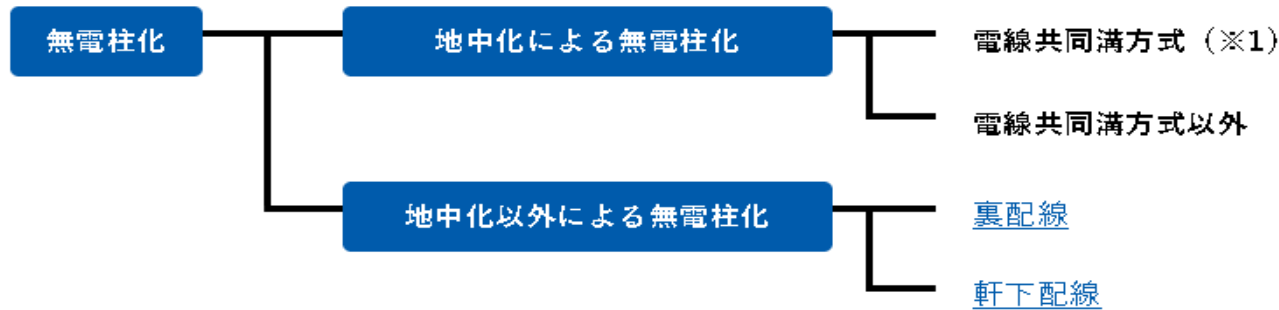 無電柱化
地中化による無電柱化
電線共同溝方式（※1）
電線共同溝方式以外
地中化以外による無電柱化
裏配線
軒下配線